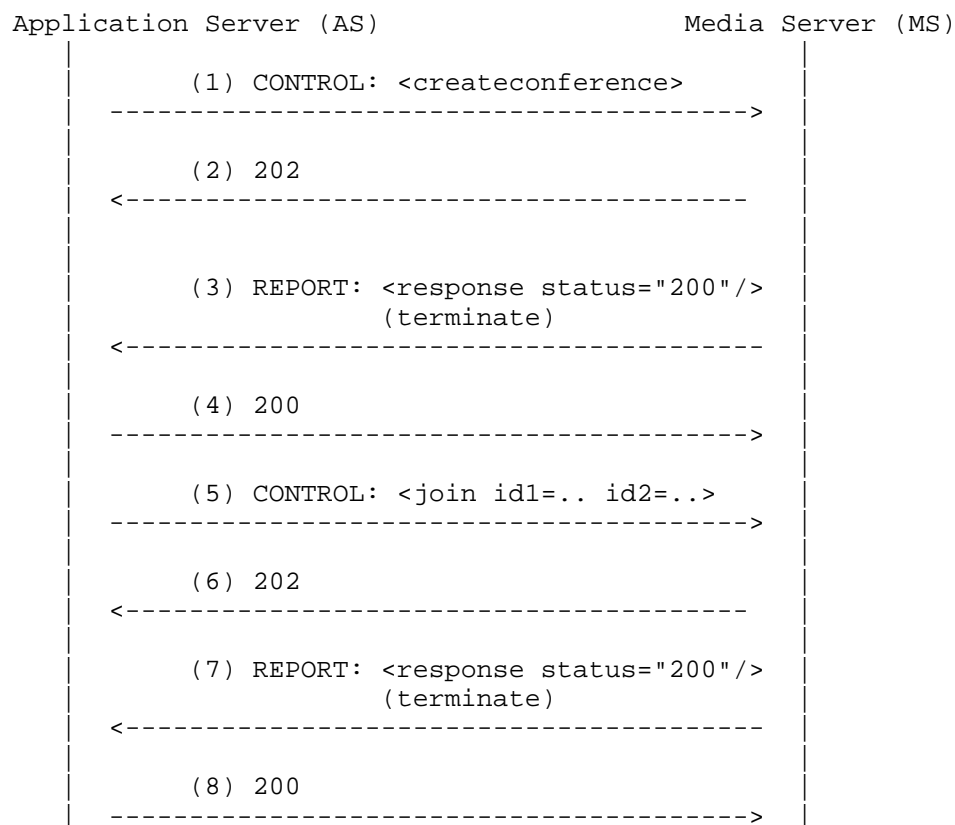 Application Server (AS) Media Server (MS)
(1) CONTROL: <createconference>
(2) 202
(3) REPORT: <response status="200"/>
(terminate)
(4) 200
(5) CONTROL: <join id1=.. id2=..>
(6) 202
(7) REPORT: <response status="200"/>
(terminate)
(8) 200